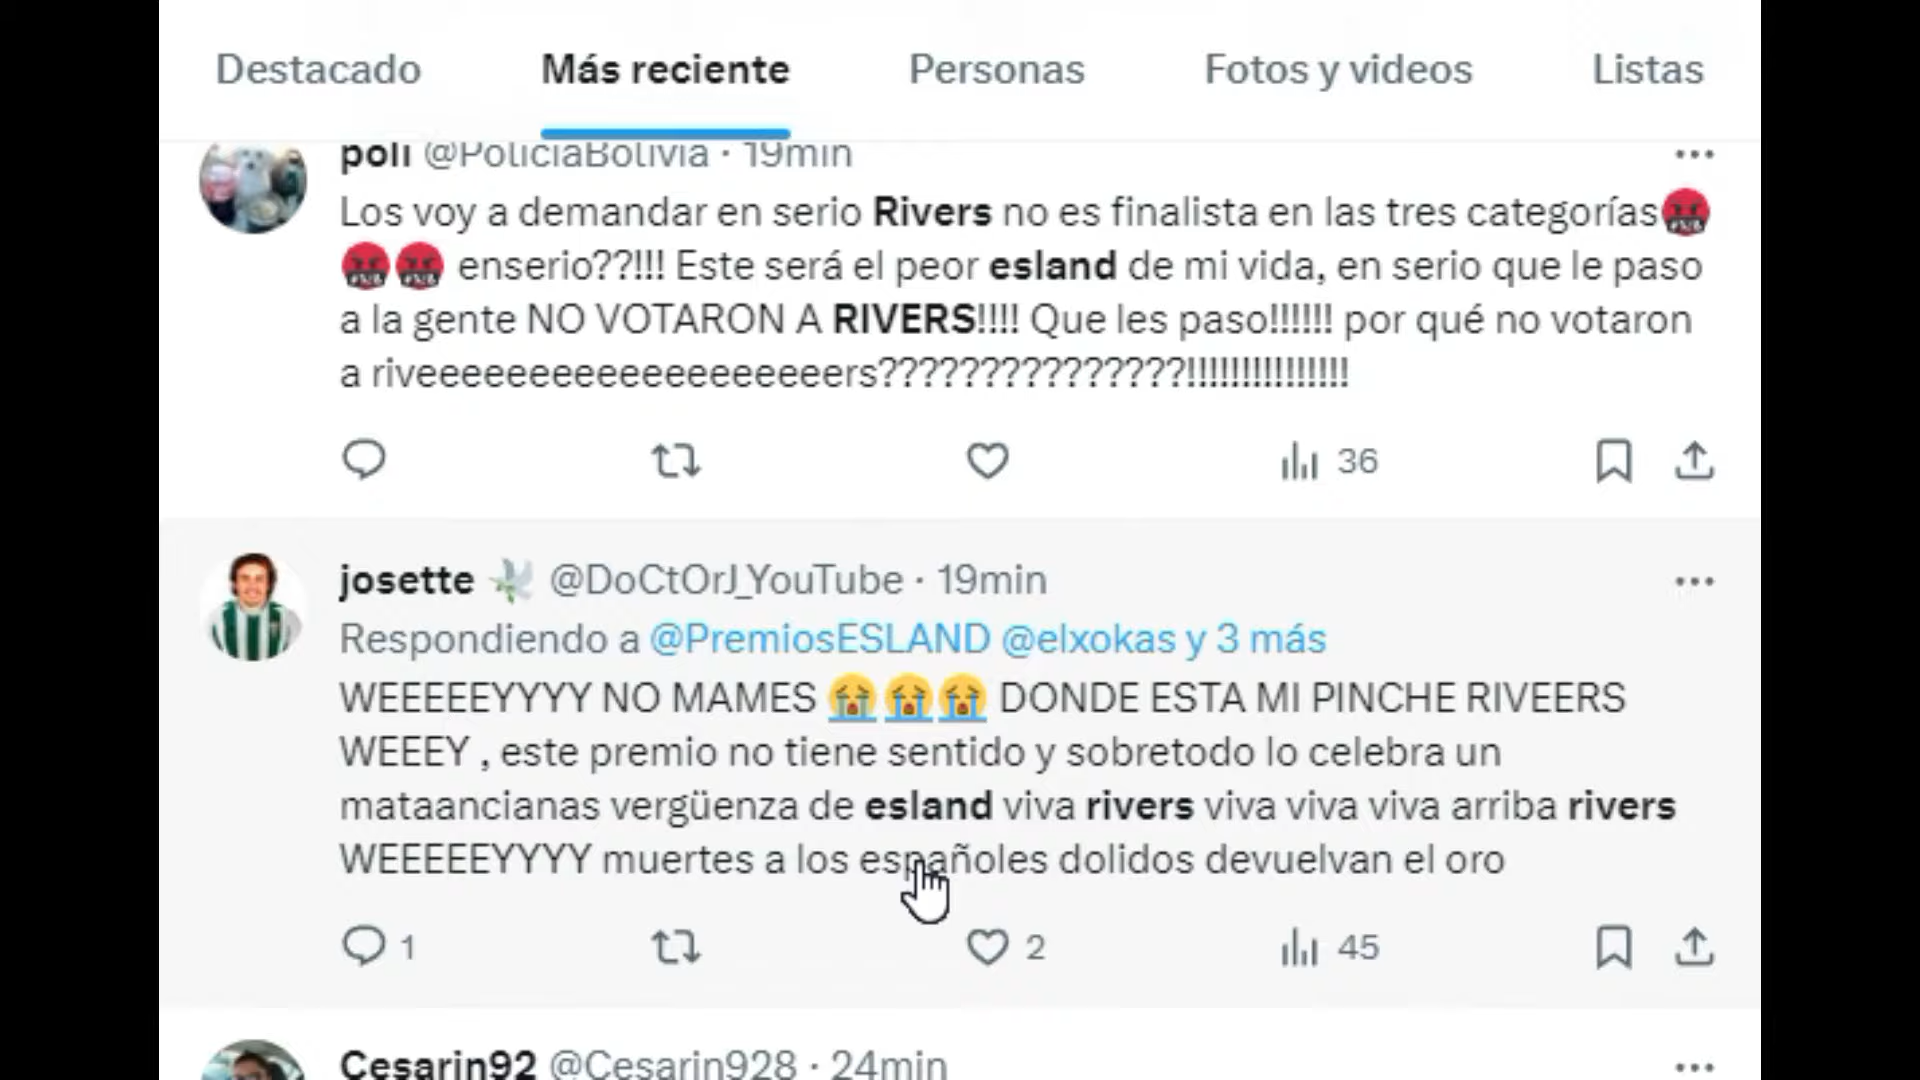 Destacado Más reciente Personas Fotos y videos Listas
poli @PoliciaBolivia · 19min
Los voy a demandar en serio Rivers no es finalista en las tres categorías🤬
🤬🤬 enserio??!!! Este será el peor esland de mi vida, en serio que le paso
a la gente NO VOTARON A RIVERS!!!! Que les paso!!!!!! por qué no votaron
a riveeeeeeeeeeeeeeeeeeers???????????????!!!!!!!!!!!!!!!
36
josette 🕊️ @DoCtOrJ_YouTube · 19min
Respondiendo a @PremiosESLAND @elxokas y 3 más
WEEEEEYYYY NO MAMES 😭😭😭 DONDE ESTA MI PINCHE RIVEERS
WEEEY , este premio no tiene sentido y sobretodo lo celebra un
mataancianas vergüenza de esland viva rivers viva viva viva arriba rivers
WEEEEEYYYY muertes a los españoles dolidos devuelvan el oro
1 2 45
Cesarin92 @Cesarin928 · 24min